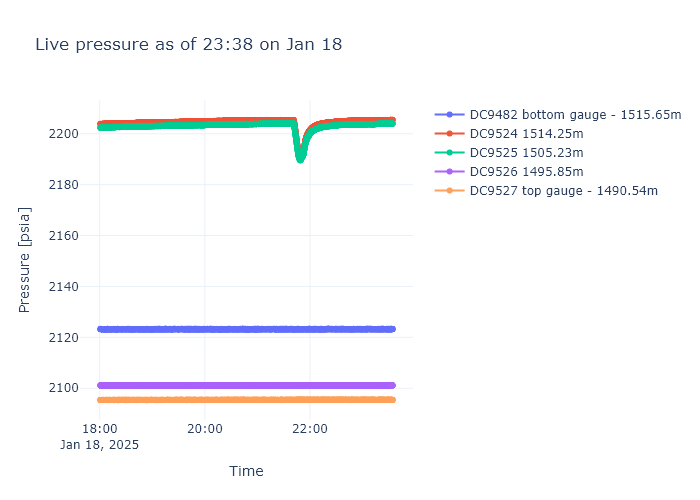 Live pressure as of 23:38 on Jan 18
DC9482 bottom gauge - 1515.65m
DC9524 1514.25m
DC9525 1505.23m
DC9526 1495.85m
DC9527 top gauge - 1490.54m
Pressure [psia]
2200
2180
2160
2140
2120
2100
18:00
20:00
22:00
Jan 18, 2025
Time